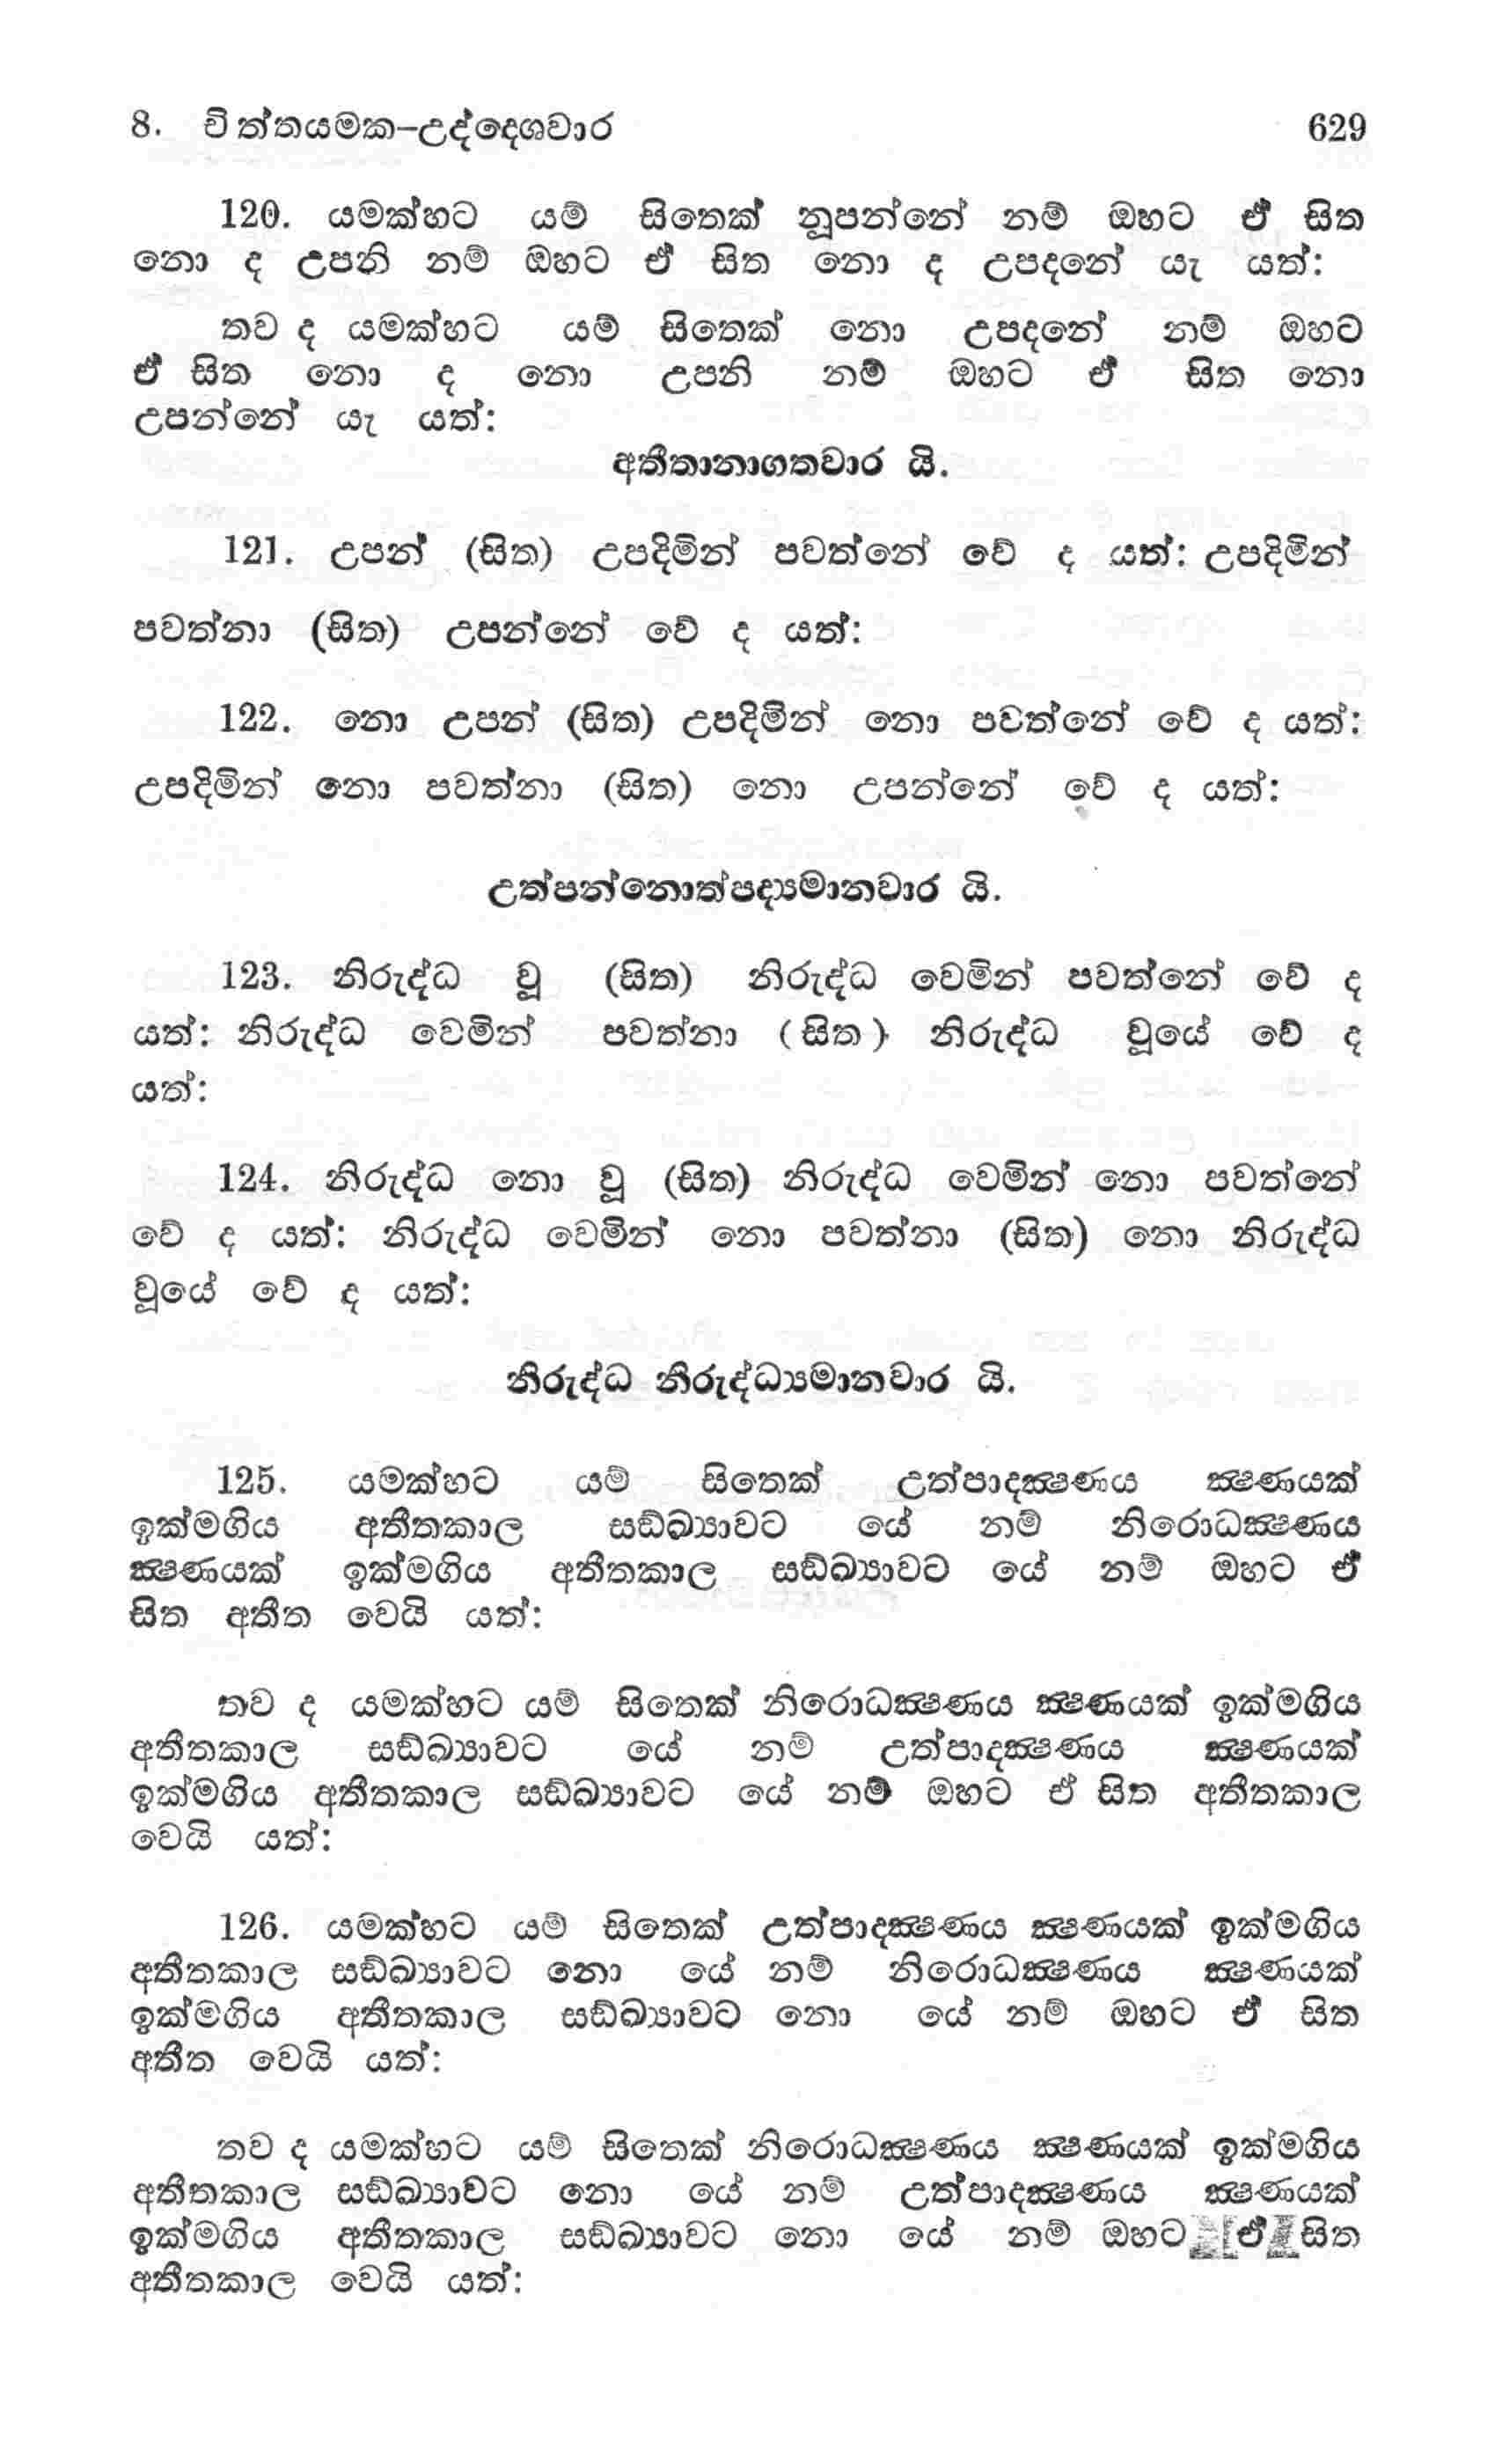 8. චිත්තයමක-උද්දෙශවාර 629
120. යමක්හට යම් සිතෙක් නූපන්නේ නම් ඔහට ඒ සිත
නො ද උපනි නම් ඔහට ඒ සිත නො ද උපදනේ යැ යත්:
තව ද යමක්හට යම් සිතෙක් නො උපදනේ නම් ඔහට
ඒ සිත නො ද නො උපනි නම් ඔහට ඒ සිත නො
උපන්නේ යැ යත්:
අතීතානාගතවාර යි.
121. උපන් (සිත) උපදිමින් පවත්නේ වේ ද යත්: උපදිමින්
පවත්නා (සිත) උපන්නේ වේ ද යත්:
122. නො උපන් (සිත) උපදිමින් නො පවත්නේ වේ ද යත්:
උපදිමින් නො පවත්නා (සිත) නො උපන්නේ වේ ද යත්:
උත්පන්නොත්පද්‍යමානවාර යි.
123. නිරුද්ධ වූ (සිත) නිරුද්ධ වෙමින් පවත්නේ වේ ද
යත්: නිරුද්ධ වෙමින් පවත්නා (සිත) නිරුද්ධ වූයේ වේ ද
යත්:
124. නිරුද්ධ නො වූ (සිත) නිරුද්ධ වෙමින් නො පවත්නේ
වේ ද යත්: නිරුද්ධ වෙමින් නො පවත්නා (සිත) නො නිරුද්ධ
වූයේ වේ ද යත්:
නිරුද්ධ නිරුද්ධ්‍යමානවාර යි.
125. යමක්හට යම් සිතෙක් උත්පාදක්‍ෂණය ක්‍ෂණයක්
ඉක්මගිය අතීතකාල සඞ්ඛ්‍යාවට යේ නම් නිරොධක්‍ෂණය
ක්‍ෂණයක් ඉක්මගිය අතීතකාල සඞ්ඛ්‍යාවට යේ නම් ඔහට ඒ
සිත අතීත වෙයි යත්:
තව ද යමක්හට යම් සිතෙක් නිරොධක්‍ෂණය ක්‍ෂණයක් ඉක්මගිය
අතීතකාල සඞ්ඛ්‍යාවට යේ නම් උත්පාදක්‍ෂණය ක්‍ෂණයක්
ඉක්මගිය අතීතකාල සඞ්ඛ්‍යාවට යේ නම් ඔහට ඒ සිත අතීතකාල
වෙයි යත්:
126. යමක්හට යම් සිතෙක් උත්පාදක්‍ෂණය ක්‍ෂණයක් ඉක්මගිය
අතීතකාල සඞ්ඛ්‍යාවට නො යේ නම් නිරොධක්‍ෂණය ක්‍ෂණයක්
ඉක්මගිය අතීතකාල සඞ්ඛ්‍යාවට නො යේ නම් ඔහට ඒ සිත
අතීත වෙයි යත්:
තව ද යමක්හට යම් සිතෙක් නිරොධක්‍ෂණය ක්‍ෂණයක් ඉක්මගිය
අතීතකාල සඞ්ඛ්‍යාවට නො යේ නම් උත්පාදක්‍ෂණය ක්‍ෂණයක්
ඉක්මගිය අතීතකාල සඞ්ඛ්‍යාවට නො යේ නම් ඔහට ඒ සිත
අතීතකාල වෙයි යත්: